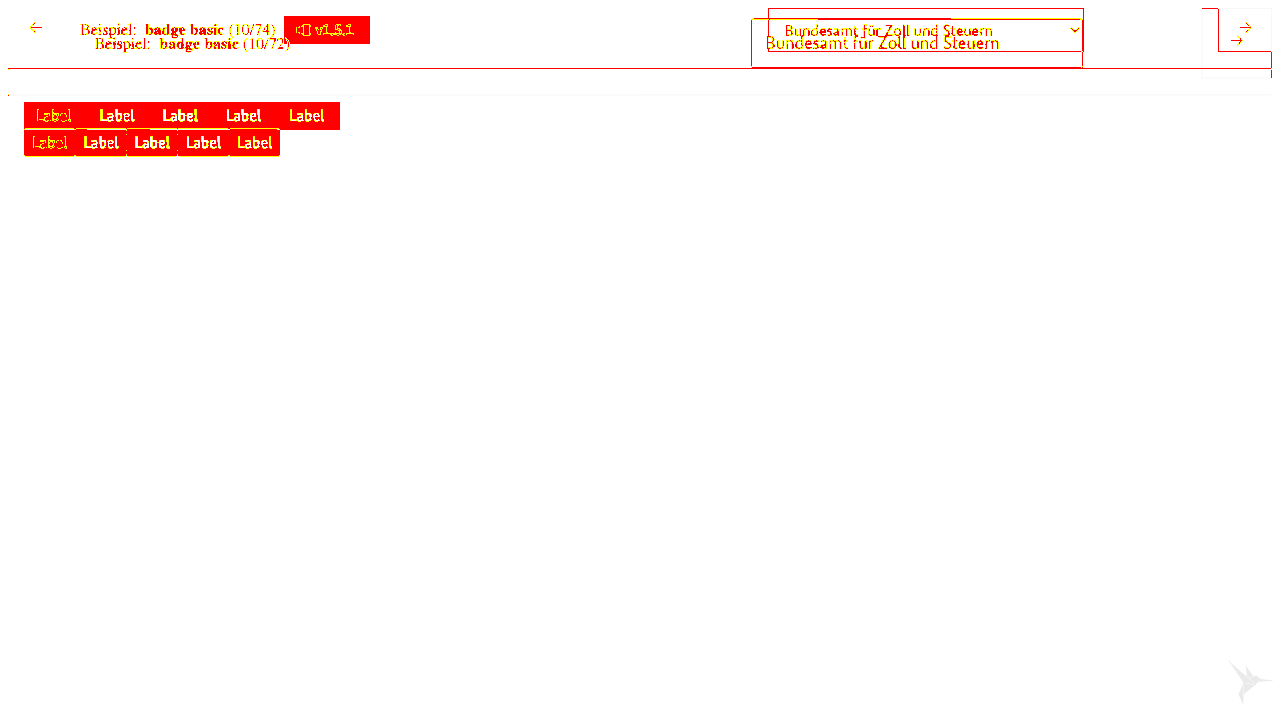 Beispiel: badge basic (10/74) v1.5.1
Beispiel: badge basic (10/72)
Bundesamt für Zoll und Steuern
Bundesamt für Zoll und Steuern
Label Label Label Label Label
Label Label Label Label Label